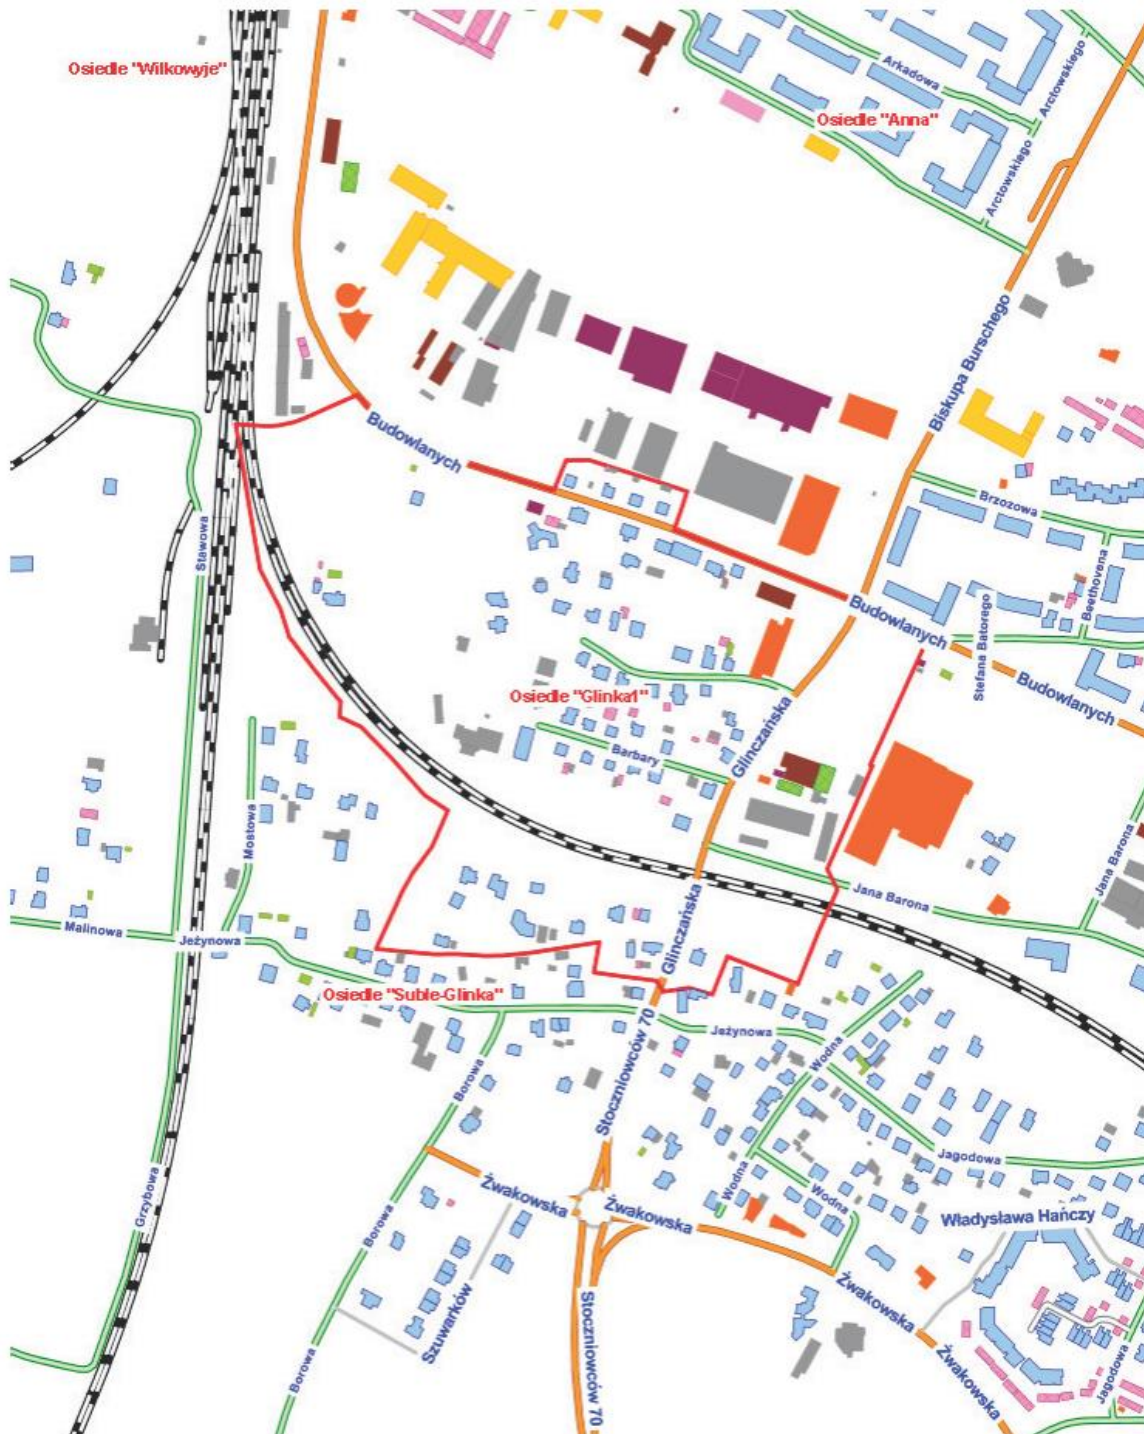 Osiedle "Wilkowyje"
Arkadowa
Arctowskiego
Osiedle "Anna"
Arctowskiego
Biskupa Burschego
Budowlanych
Brzozowa
Stawowa
Beethovena
Budowlanych
Stefana Batorego
Budowlanych
Osiedle "Glinka1"
Glinczańska
Barbary
Mostowa
Jana Barona
Jana Barona
Glinczańska
Malinowa
Jeżynowa
Osiedle "Suble-Glinka"
Jeżynowa
Wodna
Stoczniowców 70
Borowa
Jagodowa
Wodna
Wodna
Żwakowska
Żwakowska
Władysława Hańczy
Grzybowa
Borowa
Szuwarków
Żwakowska
Stoczniowców 70
Żwakowska
Jagodowa
Borowa